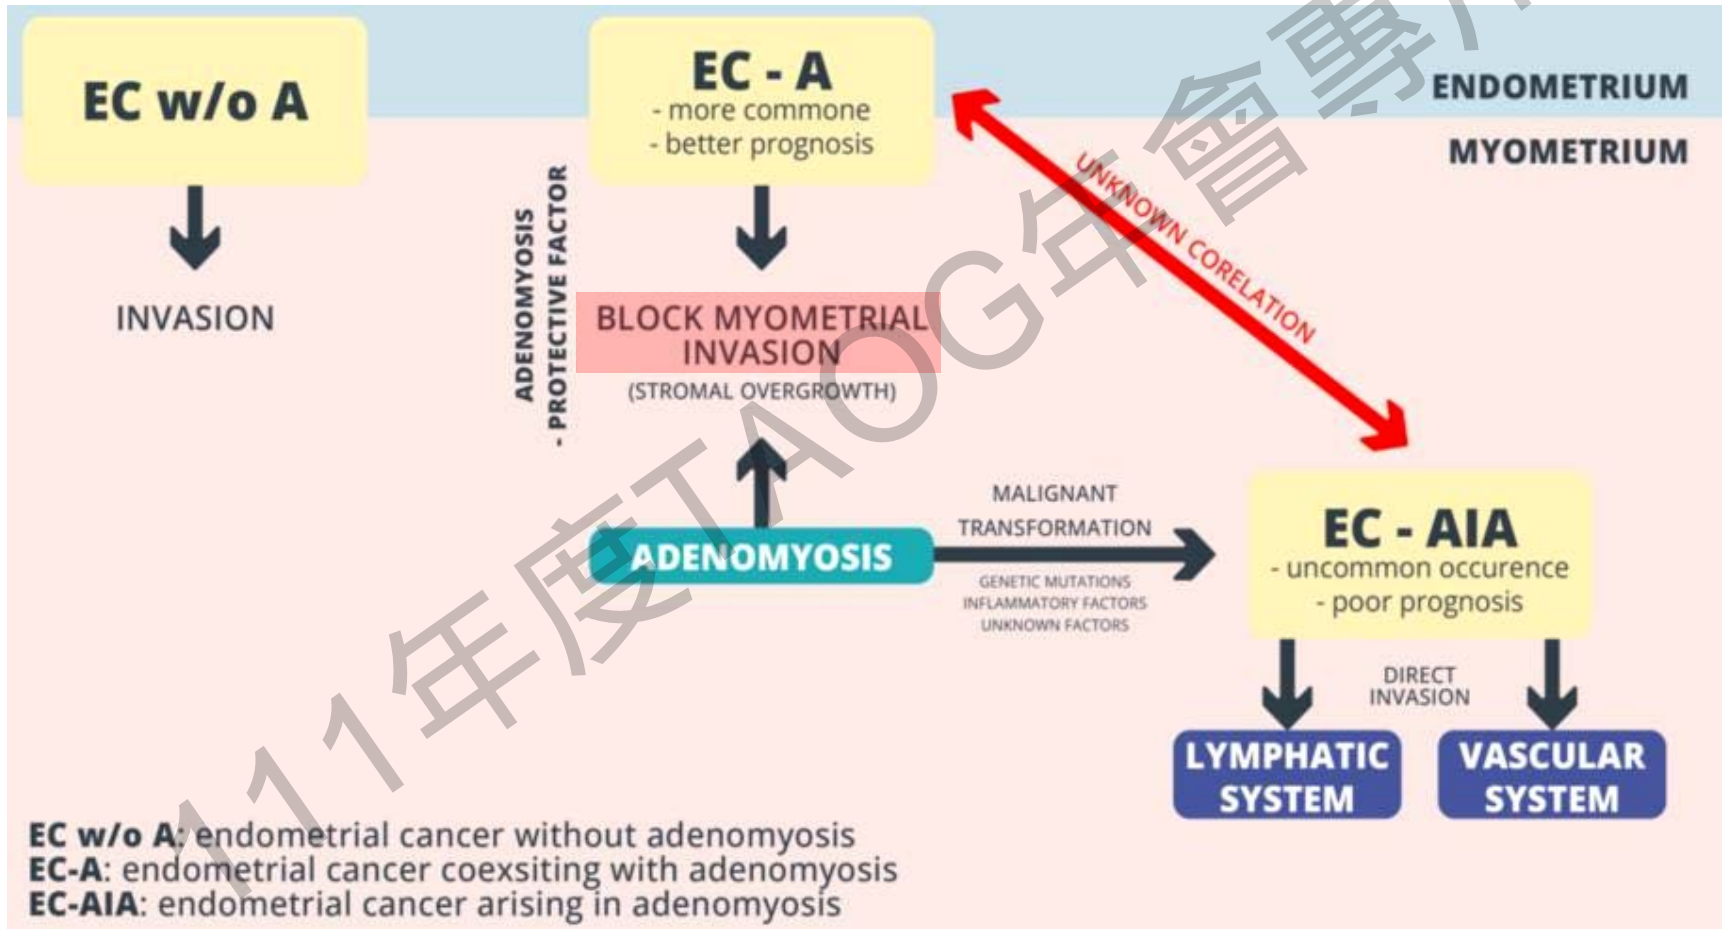 EC w/o A
EC - A
- more commone
- better prognosis
ENDOMETRIUM
MYOMETRIUM
INVASION
ADENOMYOSIS
- PROTECTIVE FACTOR
BLOCK MYOMETRIAL
INVASION
(STROMAL OVERGROWTH)
UNKNOWN CORELATION
ADENOMYOSIS
MALIGNANT
TRANSFORMATION
GENETIC MUTATIONS
INFLAMMATORY FACTORS
UNKNOWN FACTORS
EC - AIA
- uncommon occurence
- poor prognosis
DIRECT
INVASION
LYMPHATIC
SYSTEM
VASCULAR
SYSTEM
EC w/o A: endometrial cancer without adenomyosis
EC-A: endometrial cancer coexsiting with adenomyosis
EC-AIA: endometrial cancer arising in adenomyosis
111年度TAOG年會專